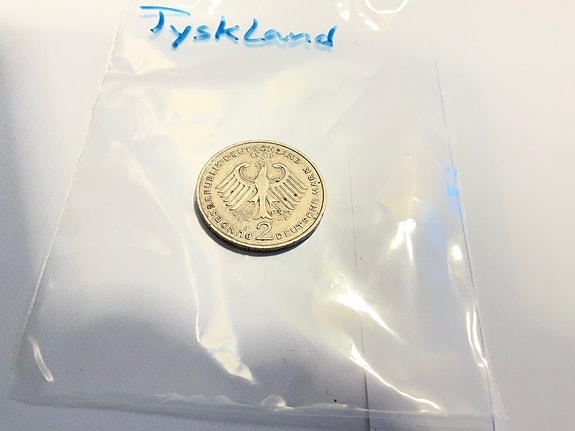 Tyskland
BUNDESREPUBLIK DEUTSCHLAND
2
DEUTSCHE MARK